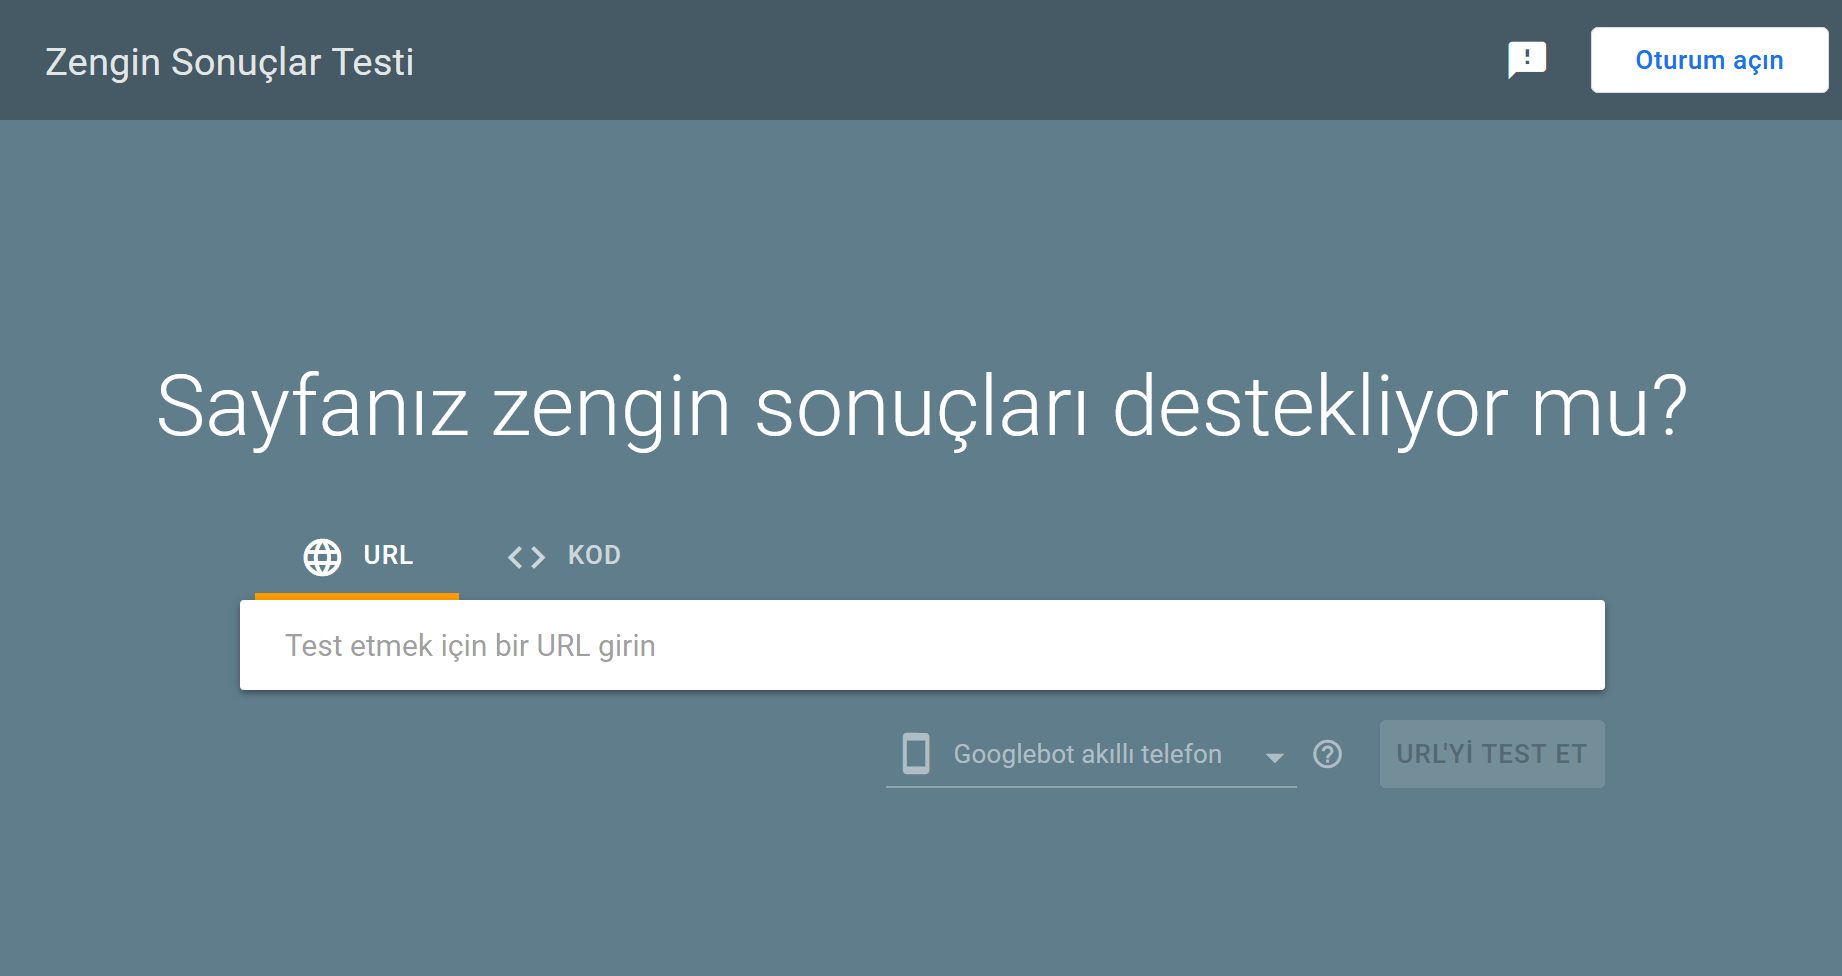 Zengin Sonuçlar Testi
Oturum açın
Sayfanız zengin sonuçları destekliyor mu?
URL
KOD
Test etmek için bir URL girin
Googlebot akıllı telefon
URL'Yİ TEST ET